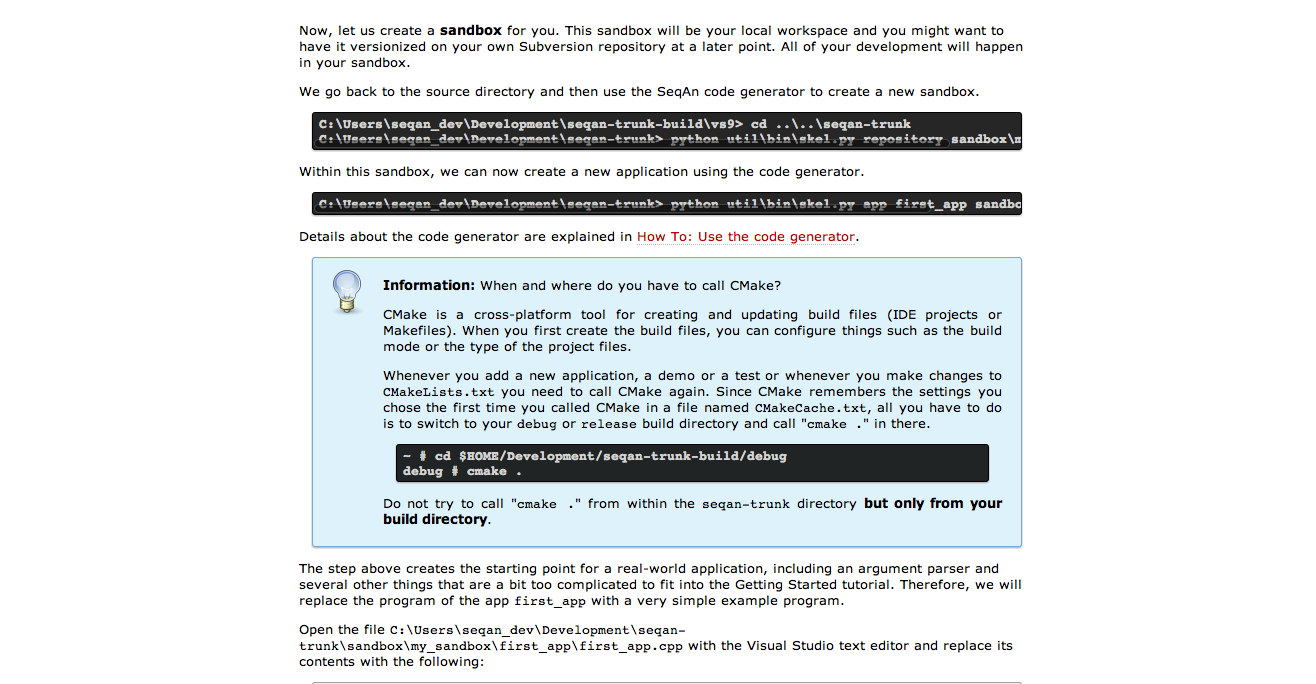 Now, let us create a sandbox for you. This sandbox will be your local workspace and you might want to
have it versionized on your own Subversion repository at a later point. All of your development will happen
in your sandbox.
We go back to the source directory and then use the SeqAn code generator to create a new sandbox.
C:\Users\seqan_dev\Development\seqan-trunk-build\vs9> cd ..\..\seqan-trunk
C:\Users\seqan_dev\Development\seqan-trunk> python util\bin\skel.py repository sandbox\m
Within this sandbox, we can now create a new application using the code generator.
C:\Users\seqan_dev\Development\seqan-trunk> python util\bin\skel.py app first_app sandbo
Details about the code generator are explained in How To: Use the code generator.
Information: When and where do you have to call CMake?
CMake is a cross-platform tool for creating and updating build files (IDE projects or
Makefiles). When you first create the build files, you can configure things such as the build
mode or the type of the project files.
Whenever you add a new application, a demo or a test or whenever you make changes to
CMakeLists.txt you need to call CMake again. Since CMake remembers the settings you
chose the first time you called CMake in a file named CMakeCache.txt, all you have to do
is to switch to your debug or release build directory and call "cmake ." in there.
~ # cd $HOME/Development/seqan-trunk-build/debug
debug # cmake .
Do not try to call "cmake ." from within the seqan-trunk directory but only from your
build directory.
The step above creates the starting point for a real-world application, including an argument parser and
several other things that are a bit too complicated to fit into the Getting Started tutorial. Therefore, we will
replace the program of the app first_app with a very simple example program.
Open the file C:\Users\seqan_dev\Development\seqan-
trunk\sandbox\my_sandbox\first_app\first_app.cpp with the Visual Studio text editor and replace its
contents with the following: